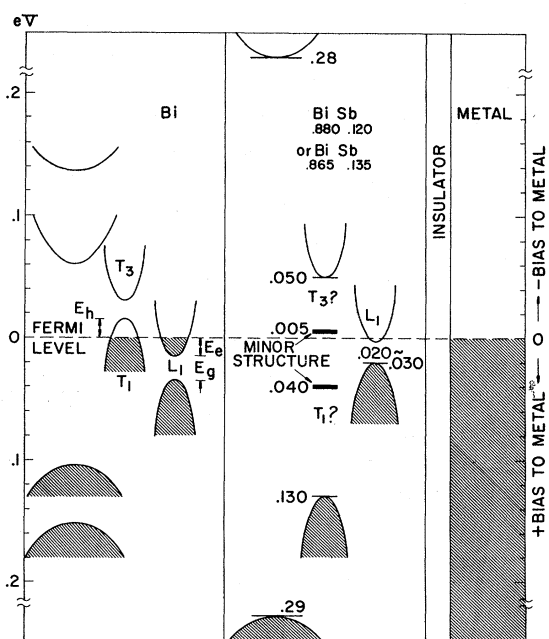 eV
.28
.2
Bi
Bi Sb
.880 .120
or Bi Sb
.865 .135
METAL
INSULATOR
-BIAS TO METAL
.1
T3
.050
T3?
L1
Eh
.005
0
FERMI
LEVEL
MINOR
STRUCTURE
Ee
Eg
L1
T1
.020~
.030
0
.040
T1?
+BIAS TO METAL
.1
.130
.2
.29